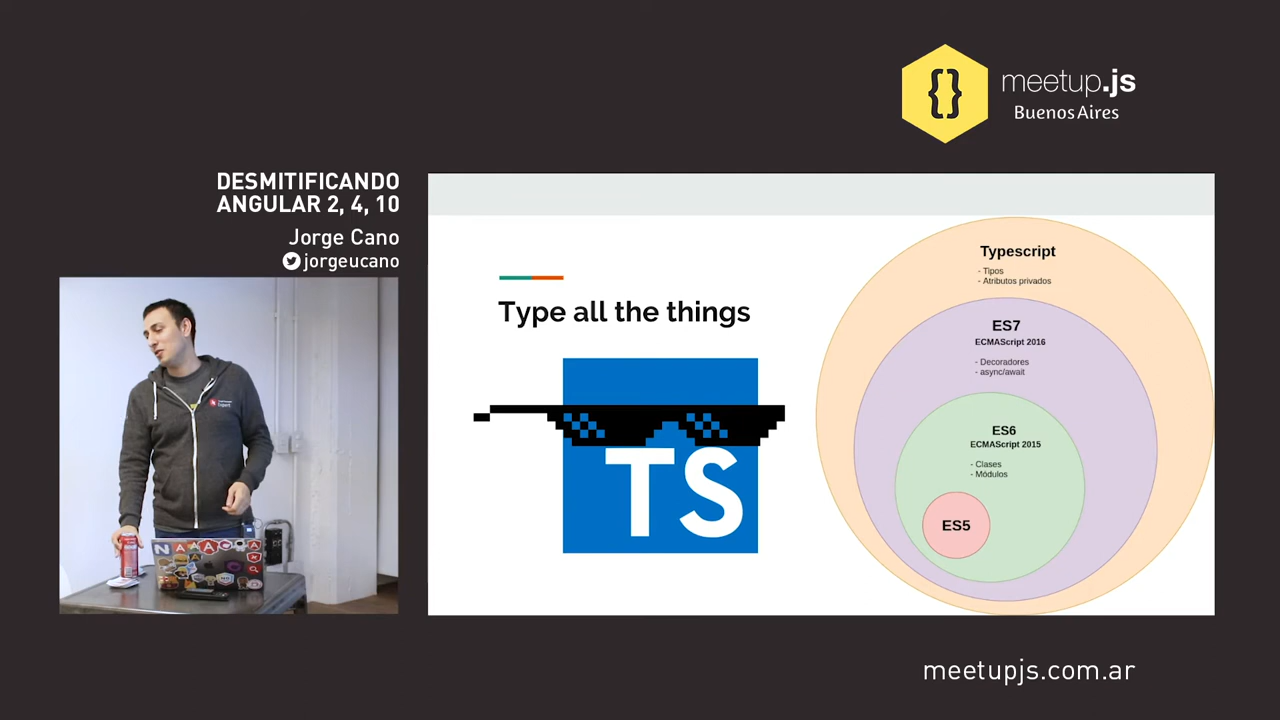 {}
meetup.js
Buenos Aires
DESMITIFICANDO
ANGULAR 2, 4, 10
Jorge Cano
jorgeucano
Type all the things
TS
Typescript
- Tipos
- Atributos privados
ES7
ECMAScript 2016
- Decoradores
- async/await
ES6
ECMAScript 2015
- Clases
- Módulos
ES5
meetupjs.com.ar